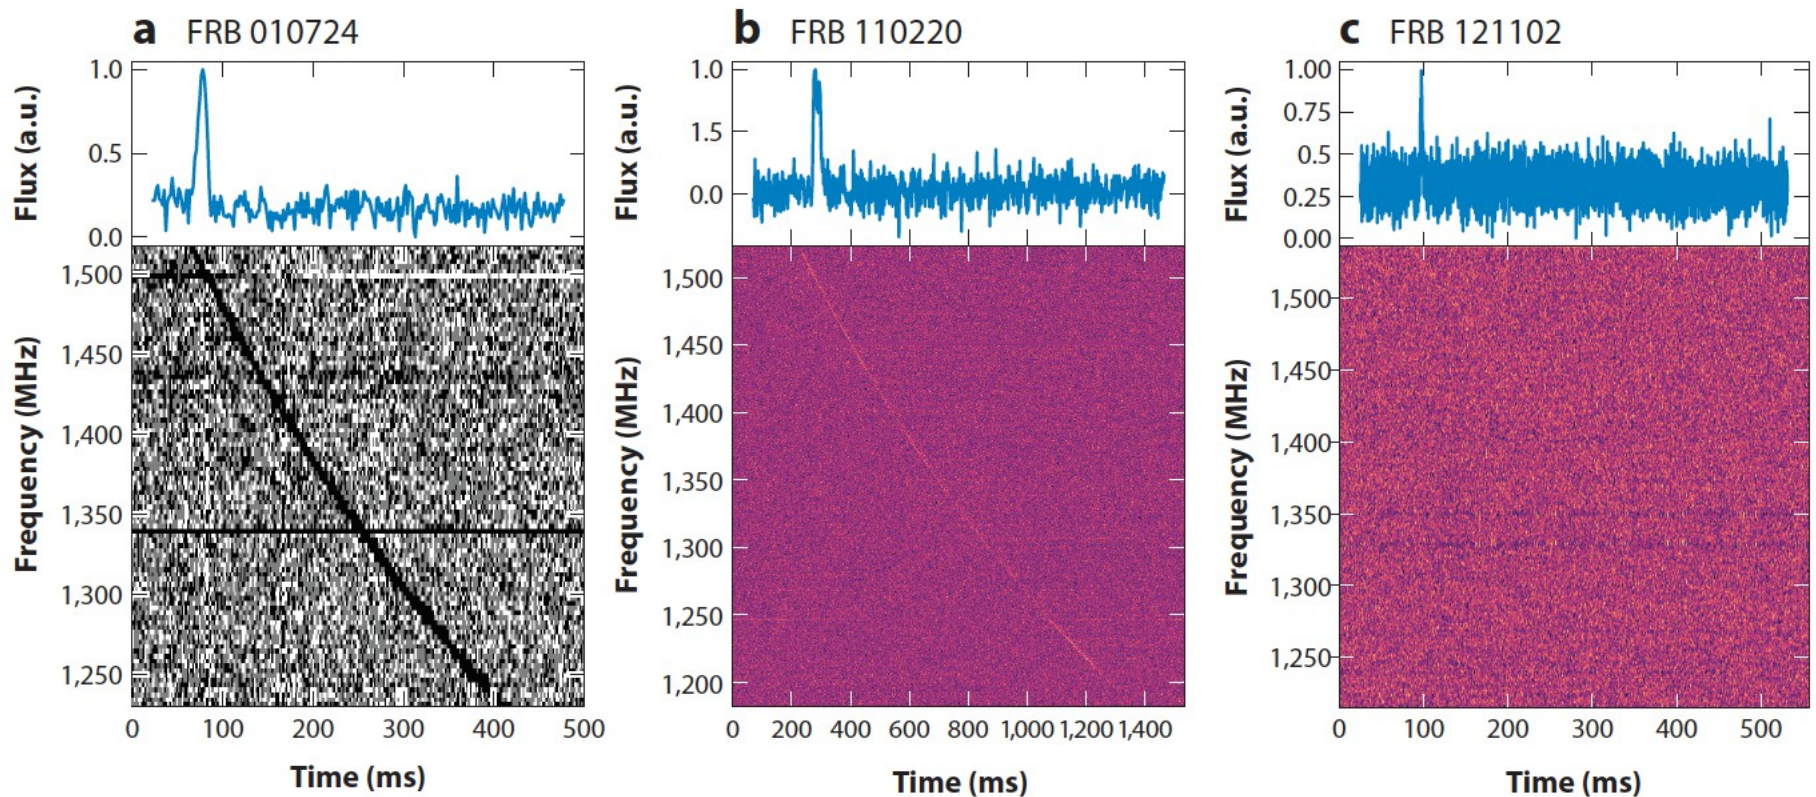 a FRB 010724
1.0
0.5
0.0
Flux (a.u.)
1,500
1,450
1,400
1,350
1,300
1,250
Frequency (MHz)
0 100 200 300 400 500
Time (ms)
b FRB 110220
1.0
1.5
0.0
Flux (a.u.)
1,500
1,450
1,400
1,350
1,300
1,250
1,200
Frequency (MHz)
0 200 400 600 800 1,000 1,200 1,400
Time (ms)
c FRB 121102
1.00
0.75
0.5
0.25
0.00
Flux (a.u.)
1,500
1,450
1,400
1,350
1,300
1,250
Frequency (MHz)
0 100 200 300 400 500
Time (ms)